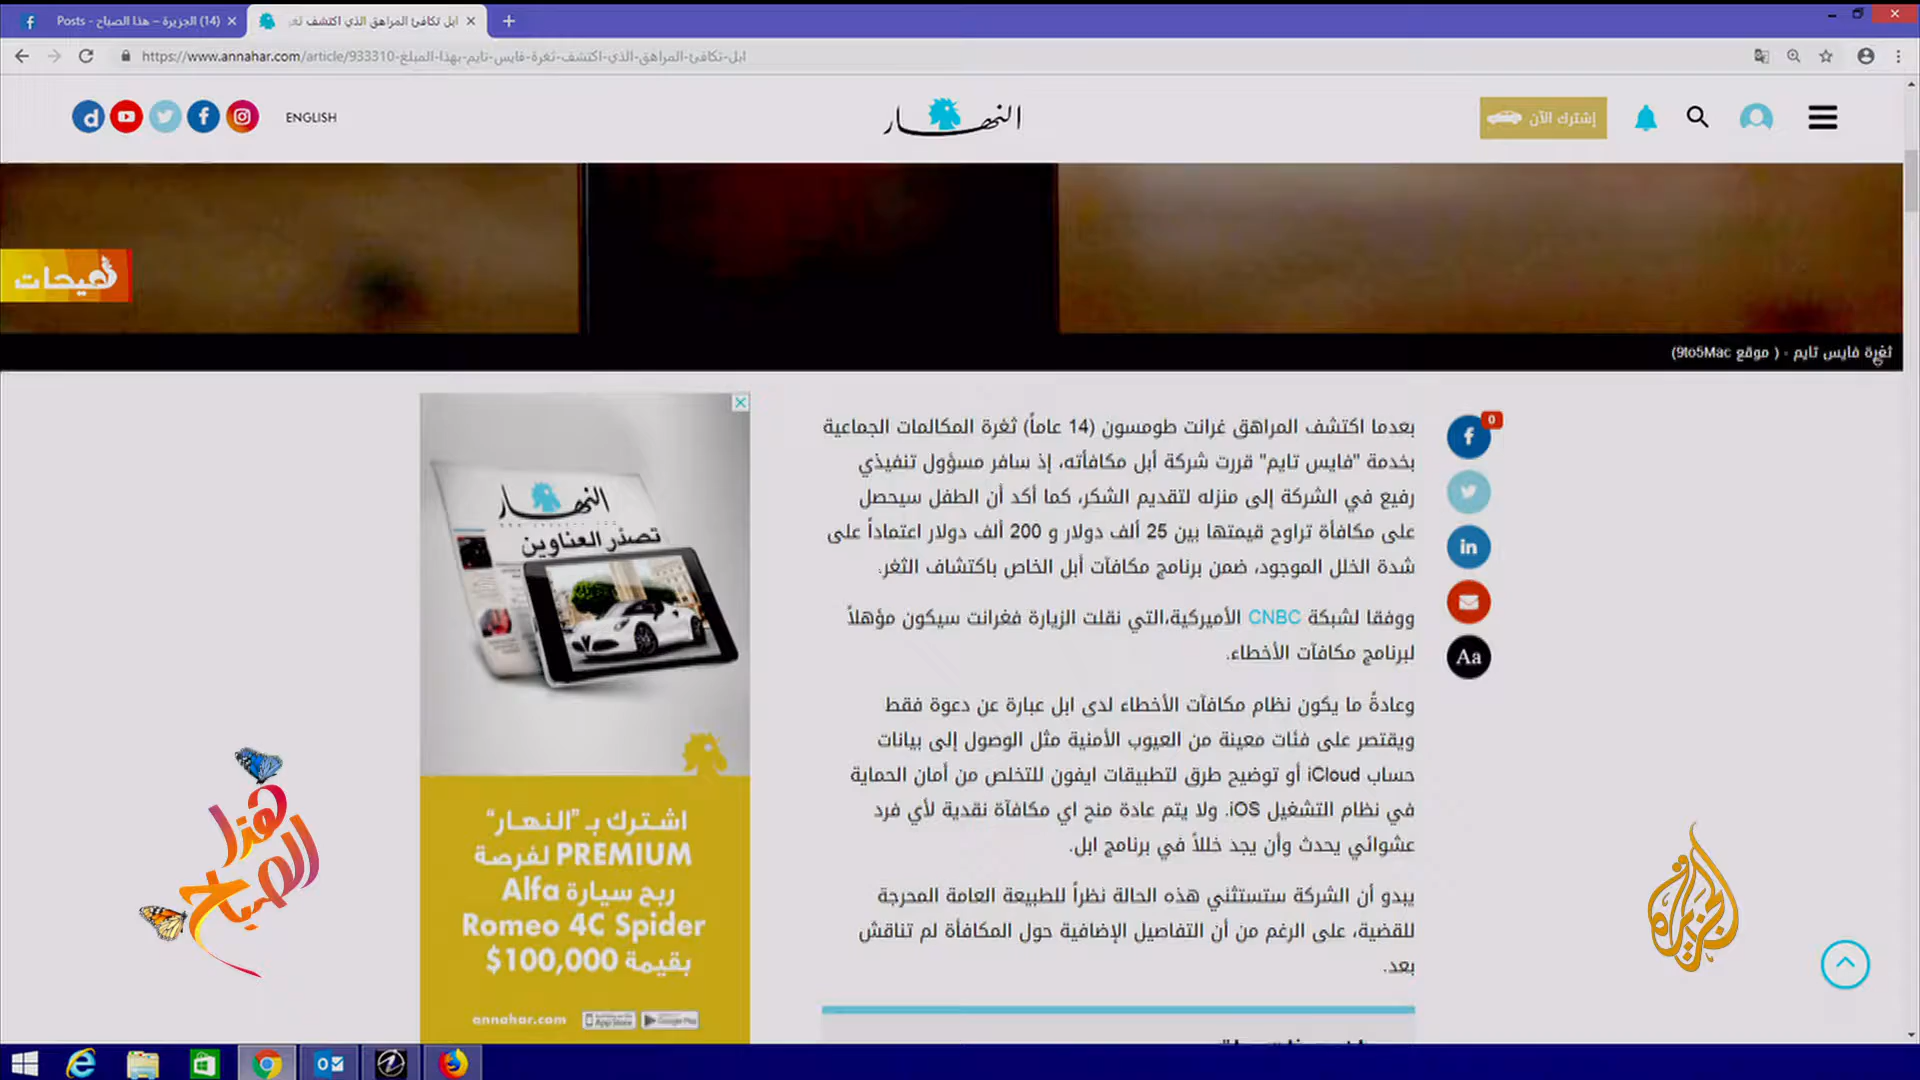 Posts - الجزيرة – هذا الصباح (14)
ابل تكافئ المراهق الذي اكتشف ثغر
https://www.annahar.com/article/933310-ابل-تكافئ-المراهق-الذي-اكتشف-ثغرة-فايس-تايم-بهذا-المبلغ
ENGLISH
النهار
إشترك الآن
ثغرة فايس تايم - ( موقع 9to5Mac)
بعدما اكتشف المراهق غرانت طومسون (14 عاماً) ثغرة المكالمات الجماعية
بخدمة "فايس تايم" قررت شركة أبل مكافأته، إذ سافر مسؤول تنفيذي
رفيع في الشركة إلى منزله لتقديم الشكر، كما أكد أن الطفل سيحصل
على مكافأة تراوح قيمتها بين 25 ألف دولار و 200 ألف دولار اعتماداً على
شدة الخلل الموجود، ضمن برنامج مكافآت أبل الخاص باكتشاف الثغر.
ووفقا لشبكة CNBC الأميركية،التي نقلت الزيارة فغرانت سيكون مؤهلاً
لبرنامج مكافآت الأخطاء.
وعادةً ما يكون نظام مكافآت الأخطاء لدى ابل عبارة عن دعوة فقط
ويقتصر على فئات معينة من العيوب الأمنية مثل الوصول إلى بيانات
حساب iCloud أو توضيح طرق لتطبيقات ايفون للتخلص من أمان الحماية
في نظام التشغيل iOS. ولا يتم عادة منح اي مكافآة نقدية لأي فرد
عشوائي يحدث وأن يجد خللاً في برنامج ابل.
يبدو أن الشركة ستستثني هذه الحالة نظراً للطبيعة العامة المحرجة
للقضية، على الرغم من أن التفاصيل الإضافية حول المكافأة لم تناقش
بعد.
0
Aa
النهار
تصدّر العناوين
اشترك بـ "النهار"
PREMIUM لفرصة
ربح سيارة Alfa
Romeo 4C Spider
بقيمة $100,000
annahar.com
App Store
Google Play
هذا
الصباح
الجزيرة